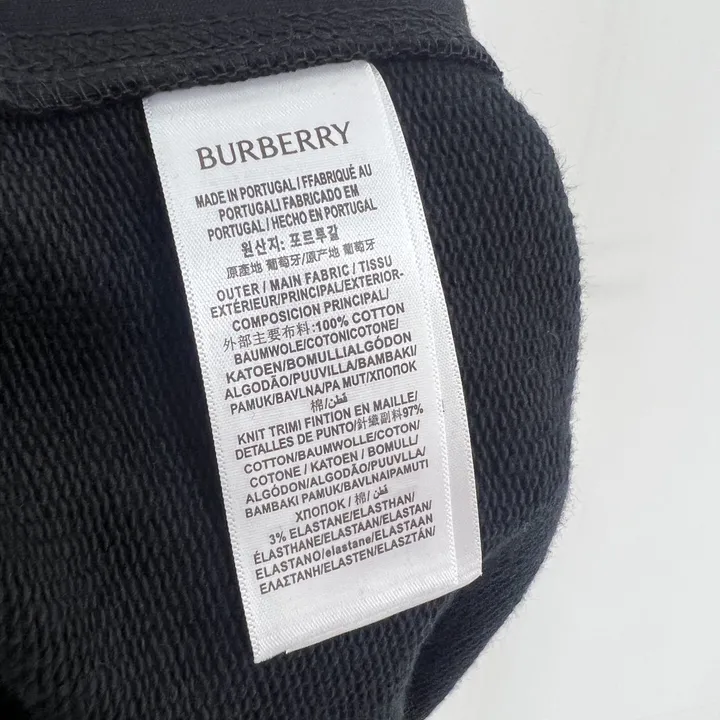 BURBERRY
MADE IN PORTUGAL / FFABRIQUÉ AU
PORTUGALI FABRICADO EM
PORTUGAL / HECHO EN PORTUGAL
원산지: 포르투갈
原產地 葡萄牙/原产地 葡萄牙
OUTER / MAIN FABRIC / TISSU
EXTÉRIEUR/PRINCIPAL/EXTERIOR-
COMPOSICION PRINCIPAL/
外部主要布料:100% COTTON
BAUMWOLE/COTONICOTONE/
KATOEN/BOMULLIALGODÓN
ALGODÃO/PUUVILLA/BAMBAKI/
PAMUK/BAVLNA/PA MUT/ХЛОПОК
棉/قطن
KNIT TRIMI FINTION EN MAILLE/
DETALLES DE PUNTO/針織副料97%
COTTON/BAUMWOLLE/COTON/
COTONE / KATOEN / BOMULL/
ALGODÓN/ALGODÃO/PUUVILLA/
BAMBAKI PAMUK/BAVLNAIPAMUTI
ХЛОПОК / 棉/ قطن
3% ELASTANE/ELASTHAN/
ÉLASTHANE/ELASTAAN/ELASTAN/
ELASTANO/elastane/ELASTAAN
ΕΛΑΣΤΑΝΗ/ELASTEN/ELASZTÁN/